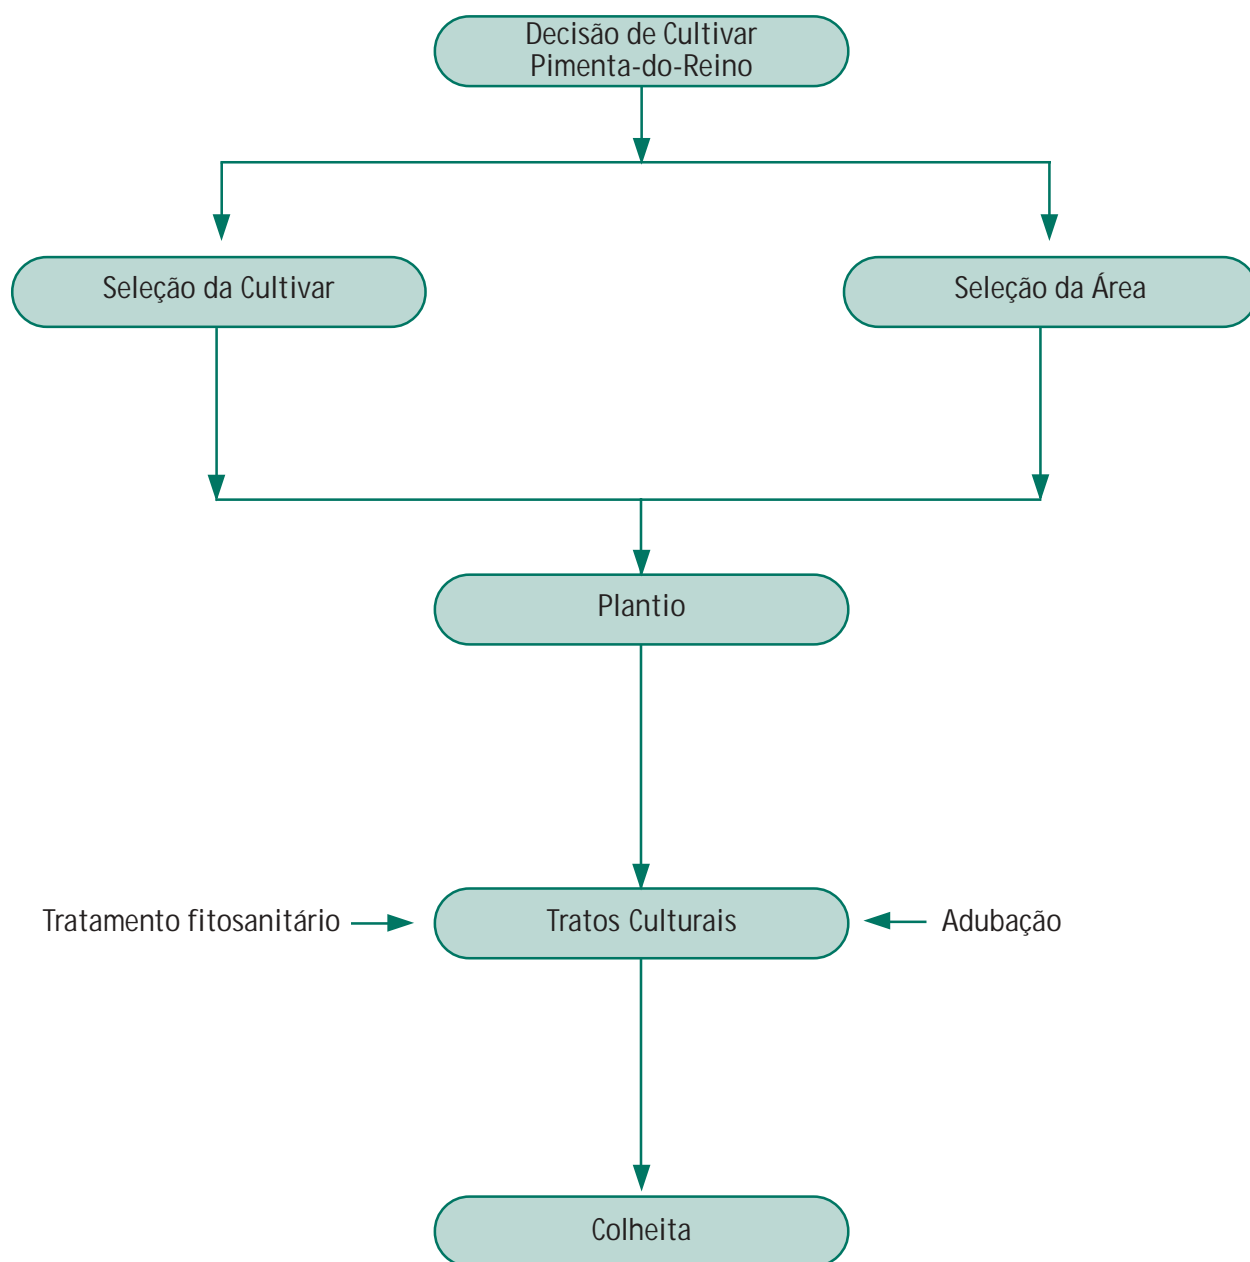 Decisão de Cultivar
Pimenta-do-Reino
Seleção da Cultivar
Seleção da Área
Plantio
Tratamento fitosanitário
Tratos Culturais
Adubação
Colheita